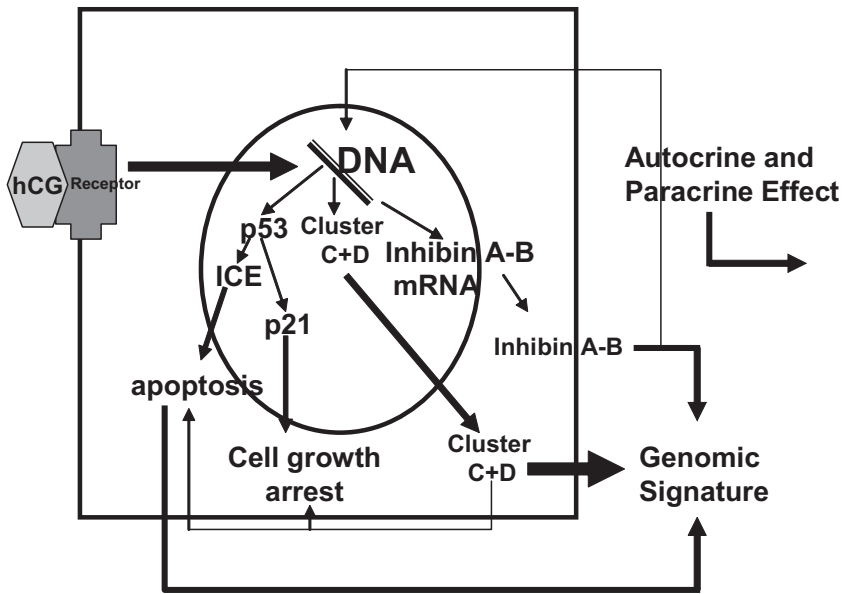 DNA
Autocrine and
Paracrine Effect
hCG
Receptor
p53
Cluster
C+D
Inhibin A-B
mRNA
ICE
p21
Inhibin A-B
apoptosis
Cluster
C+D
Cell growth
arrest
Genomic
Signature